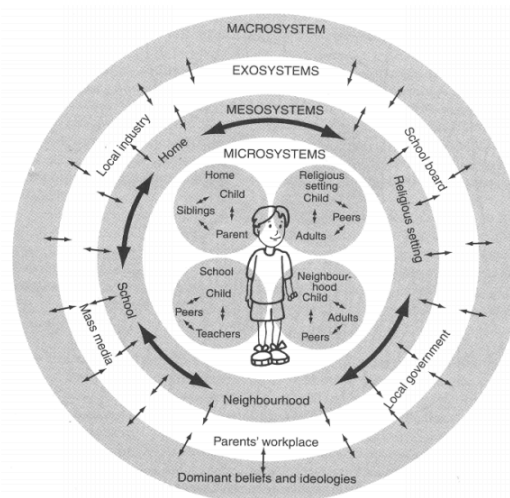 MACROSYSTEM
EXOSYSTEMS
MESOSYSTEMS
MICROSYSTEMS
Local industry
Home
School board
Religious setting
Home
Child
Siblings
Parent
Religious
setting
Child
Peers
Adults
School
Child
Peers
Teachers
Neighbour-
hood
Child
Adults
Peers
School
Mass media
Local government
Neighbourhood
Parents' workplace
Dominant beliefs and ideologies